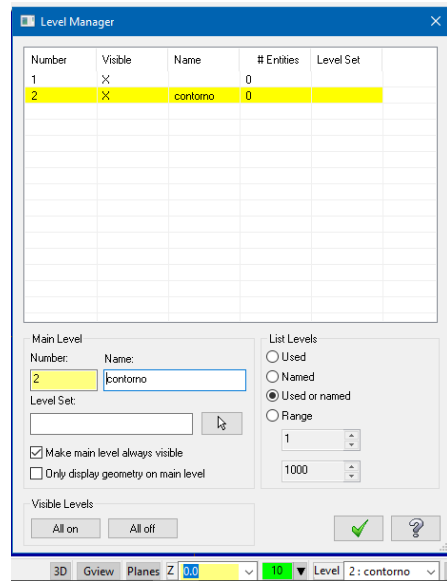 Level Manager
Number Visible Name # Entities Level Set
1 X 0
2 X contorno 0
Main Level
Number: Name:
2 contorno
Level Set:
Make main level always visible
Only display geometry on main level
List Levels
Used
Named
Used or named
Range
1
1000
Visible Levels
All on All off
3D Gview Planes Z 0.0 10 Level 2 : contorno